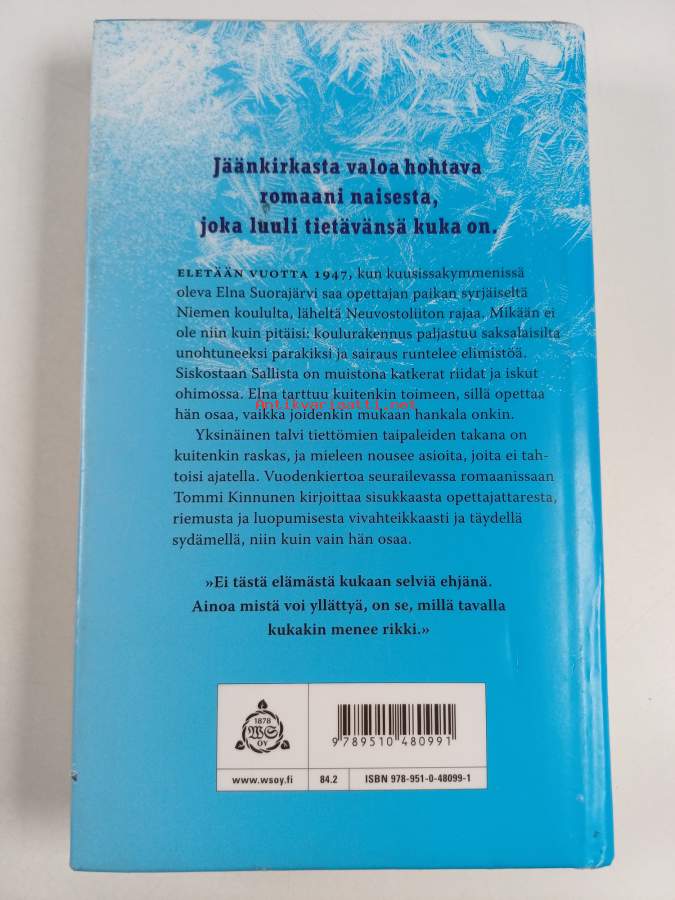 Jäänkirkasta valoa hohtava
romaani naisesta,
joka luuli tietävänsä kuka on.
ELETÄÄN VUOTTA 1947, kun kuusissakymmenissä
oleva Elna Suorajärvi saa opettajan paikan syrjäiseltä
Niemen koululta, läheltä Neuvostoliiton rajaa. Mikään ei
ole niin kuin pitäisi: koulurakennus paljastuu saksalaisilta
unohtuneeksi parakiksi ja sairaus runtelee elimistöä.
Siskostaan Sallista on muistona katkerat riidat ja iskut
ohimossa. Elna tarttuu kuitenkin toimeen, sillä opettaa
Antikvariaatti.net
hän osaa, vaikka joidenkin mukaan hankala onkin.
Yksinäinen talvi tiettömien taipaleiden takana on
kuitenkin raskas, ja mieleen nousee asioita, joita ei tah-
toisi ajatella. Vuodenkiertoa seurailevassa romaanissaan
Tommi Kinnunen kirjoittaa sisukkaasta opettajattaresta,
riemusta ja luopumisesta vivahteikkaasti ja täydellä
sydämellä, niin kuin vain hän osaa.
»Ei tästä elämästä kukaan selviä ehjänä.
Ainoa mistä voi yllättyä, on se, millä tavalla
kukakin menee rikki.»
1878
WS
OY
9 789510 480991
www.wsoy.fi
84.2
ISBN 978-951-0-48099-1